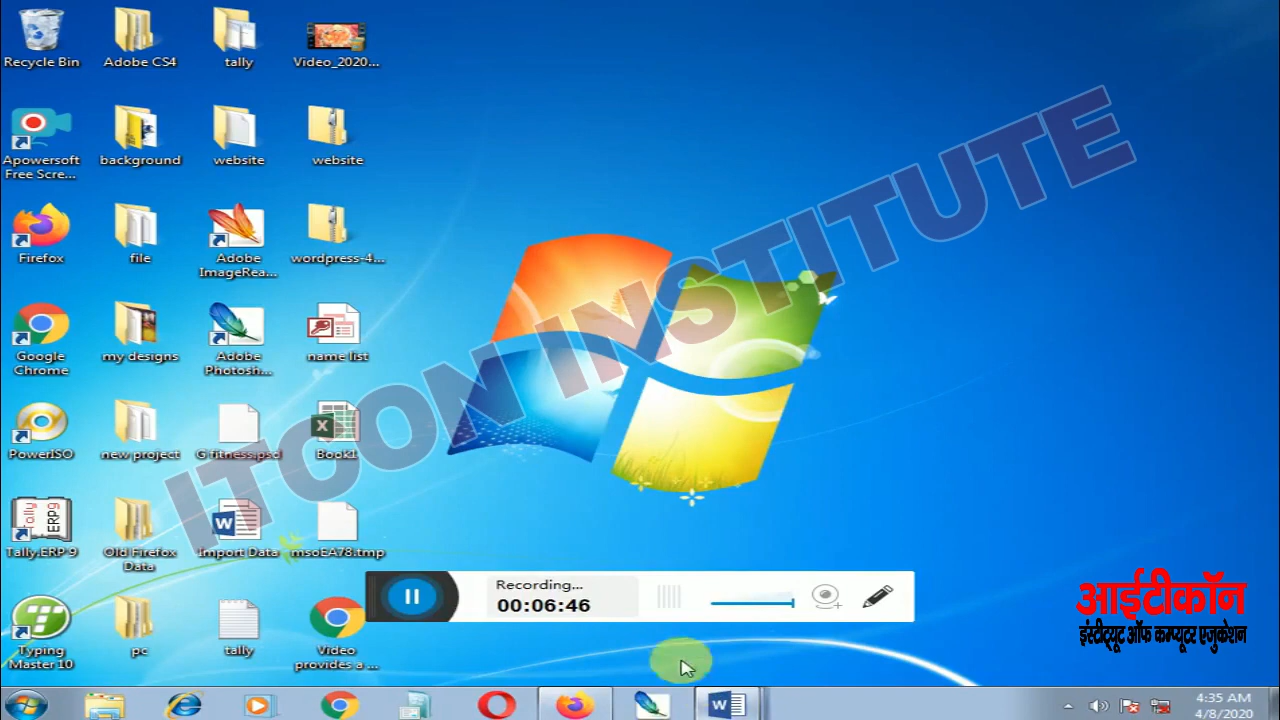 Recycle Bin
Adobe CS4
tally
Video_2020...
Apowersoft
Free Scre...
background
website
website
Firefox
file
Adobe
ImageRea...
wordpress-4...
Google
Chrome
my designs
Adobe
Photosh...
name list
PowerISO
new project
G fitness.psd
Book1
Tally
ERP9
Tally.ERP 9
Old Firefox
Data
Import Data
msoEA78.tmp
Typing
Master 10
pc
tally
Video
provides a ...
ITCON INSTITUTE
Recording...
00:06:46
आईटीकॉन
इंस्टीट्यूट ऑफ कम्प्यूटर एजुकेशन
4:35 AM
4/8/2020